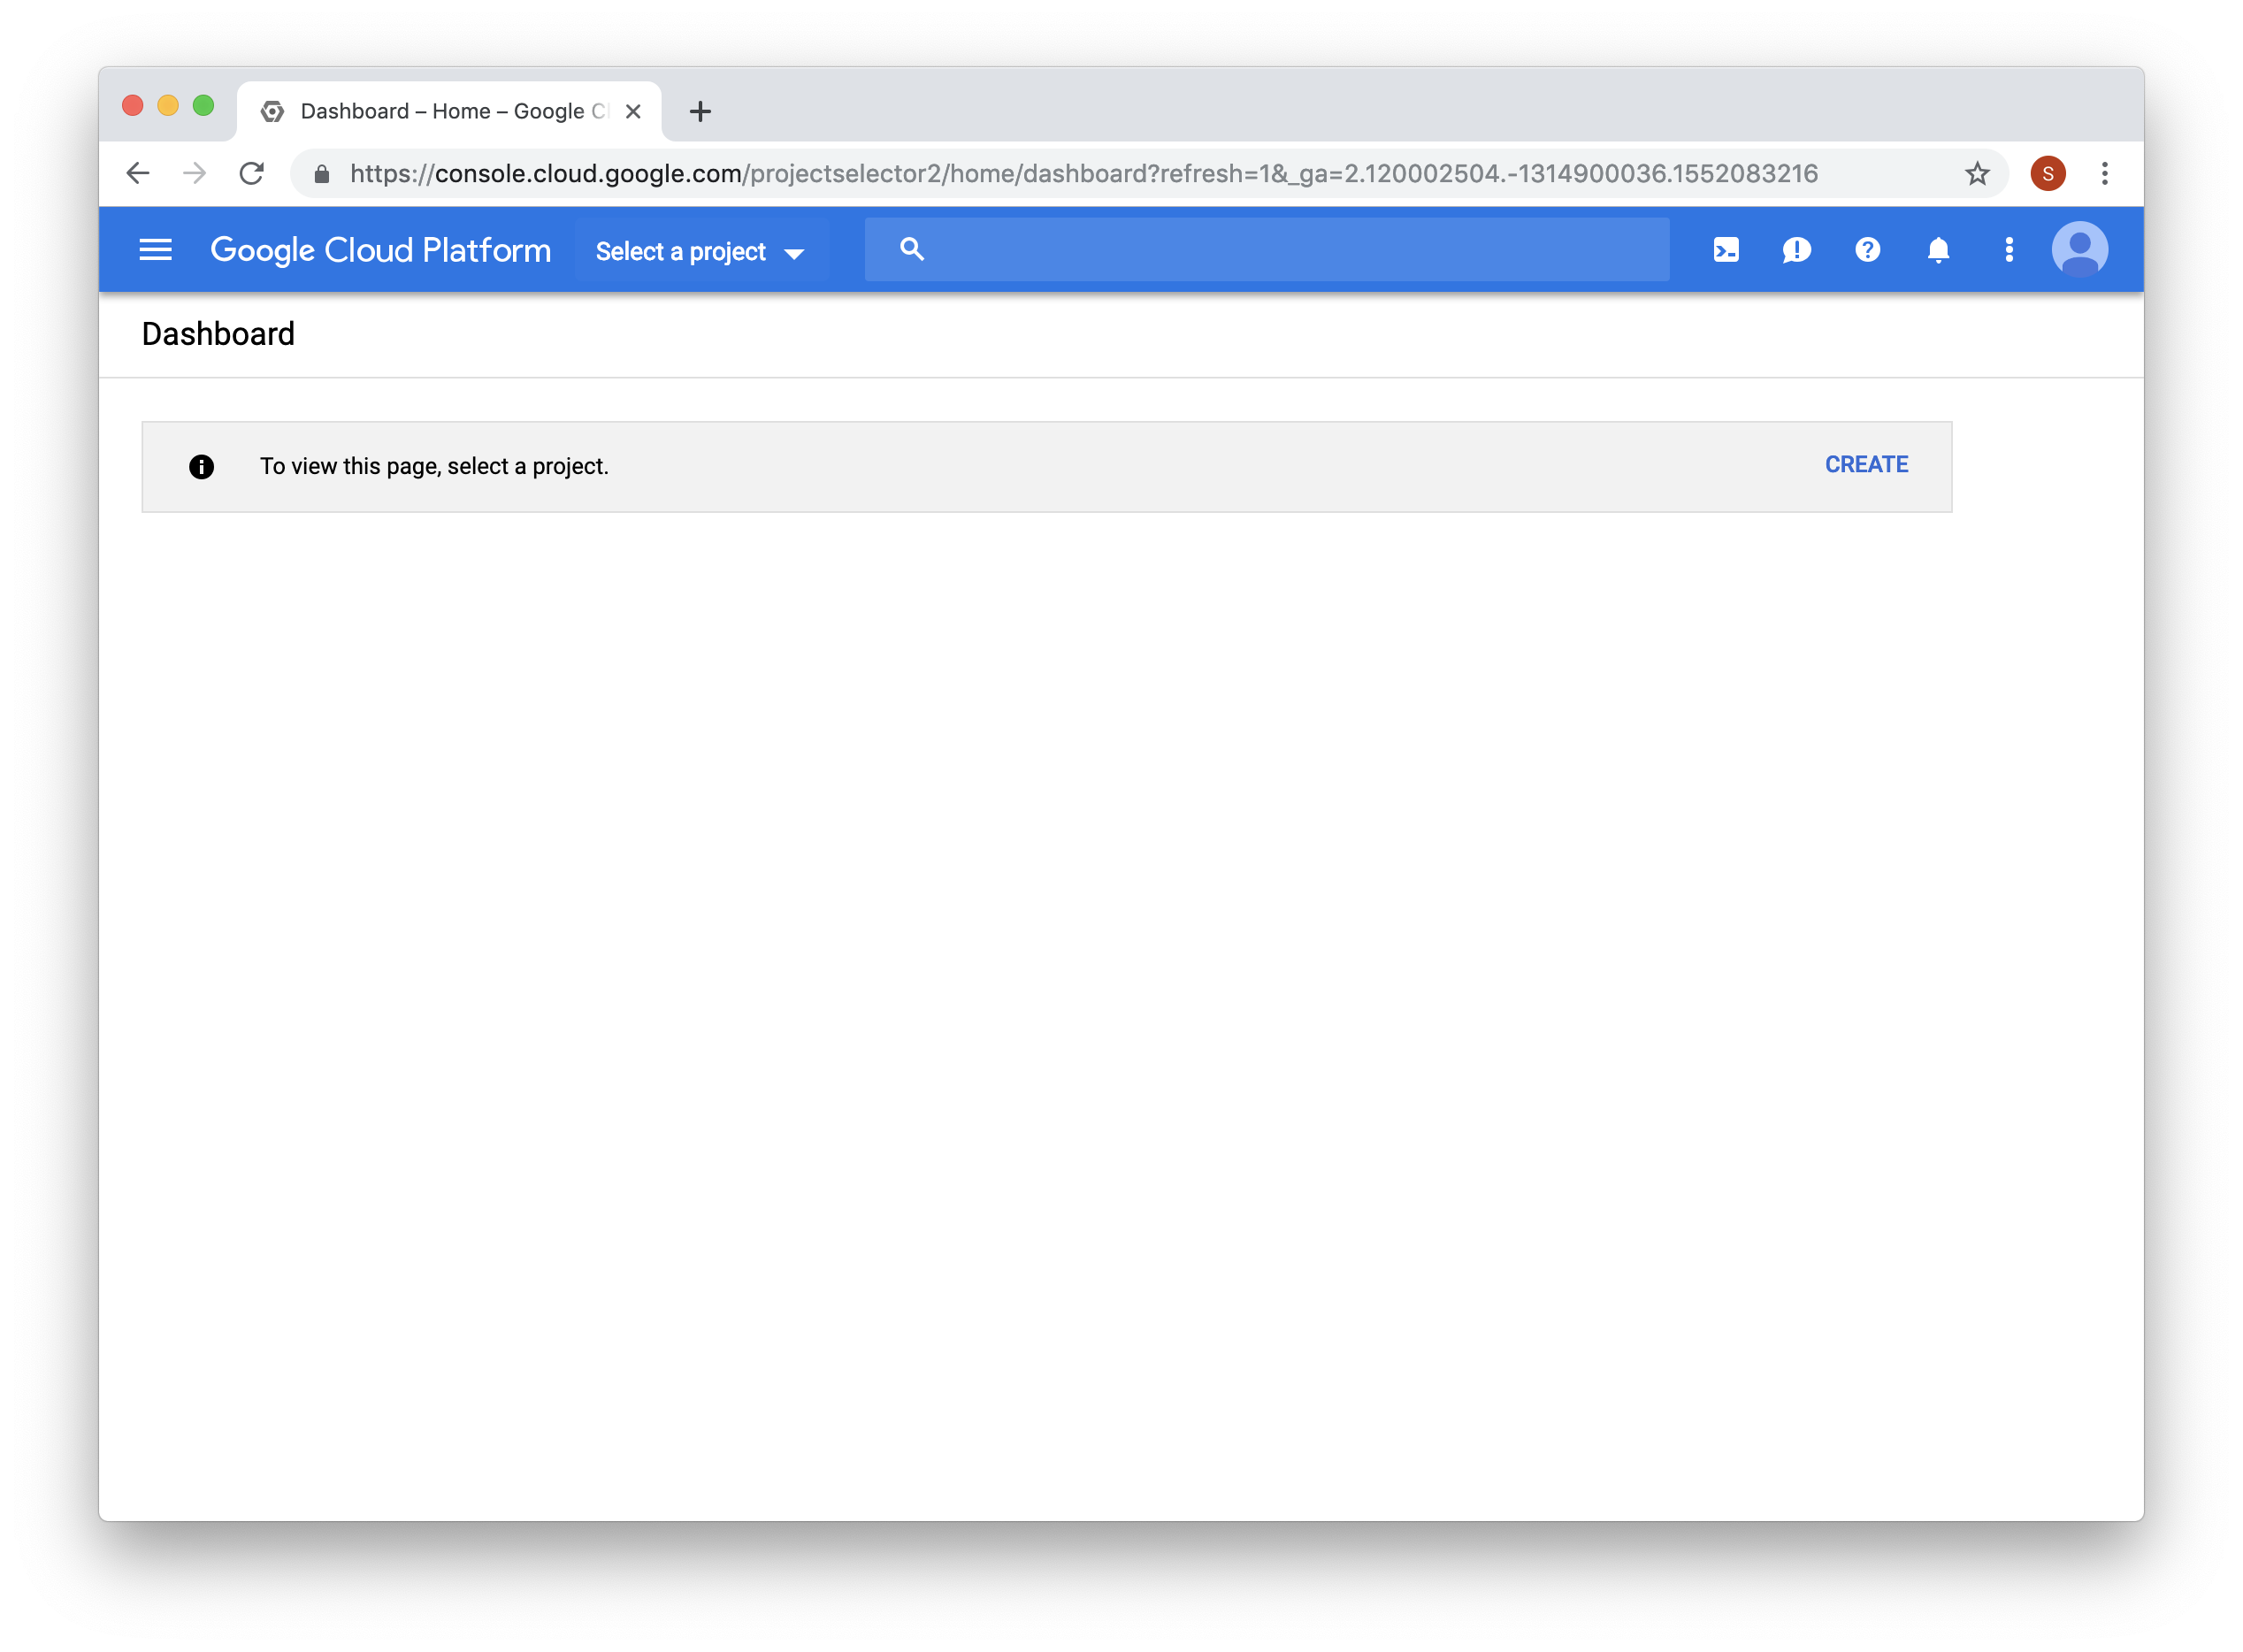 Dashboard – Home – Google Cl
https://console.cloud.google.com/projectselector2/home/dashboard?refresh=1&_ga=2.120002504.-1314900036.1552083216
S
Google Cloud Platform
Select a project
Dashboard
To view this page, select a project.
CREATE